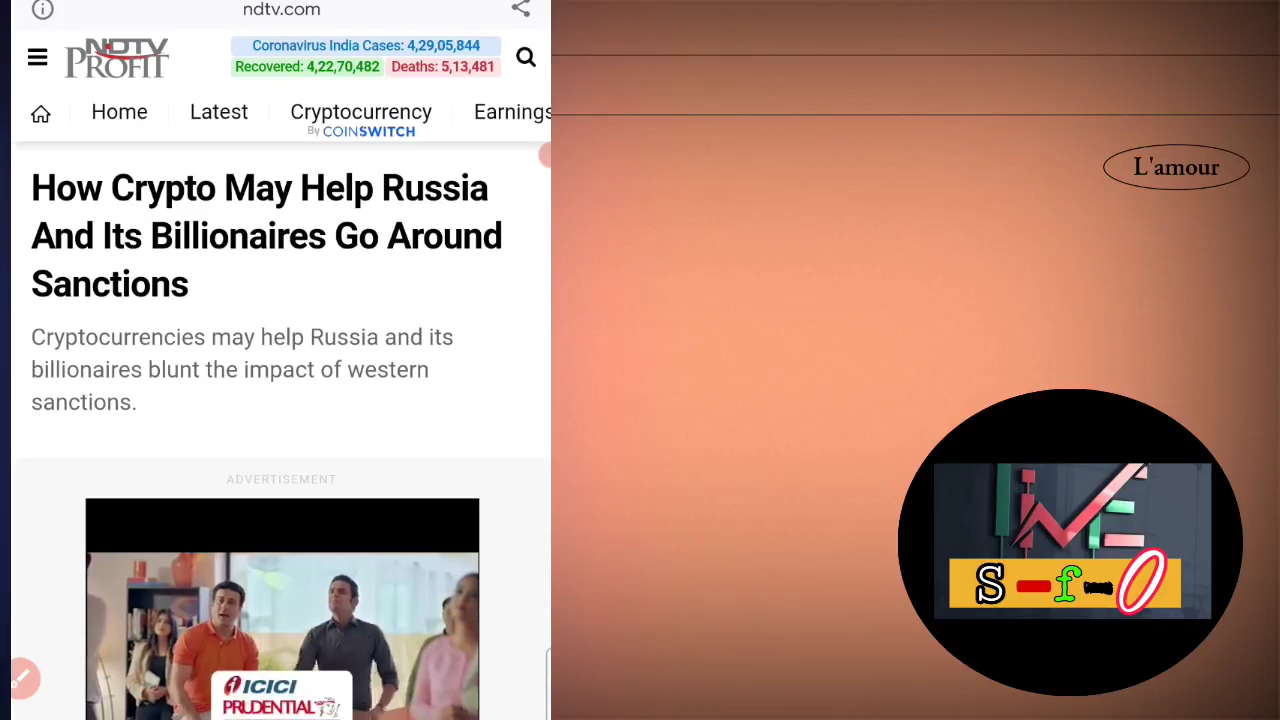 ndtv.com
NDTV
PROFIT
Coronavirus India Cases: 4,29,05,844
Recovered: 4,22,70,482 Deaths: 5,13,481
Home Latest Cryptocurrency Earnings
By COINSWITCH
How Crypto May Help Russia
And Its Billionaires Go Around
Sanctions
Cryptocurrencies may help Russia and its
billionaires blunt the impact of western
sanctions.
ADVERTISEMENT
ICICI
PRUDENTIAL
L'amour
S-f-O